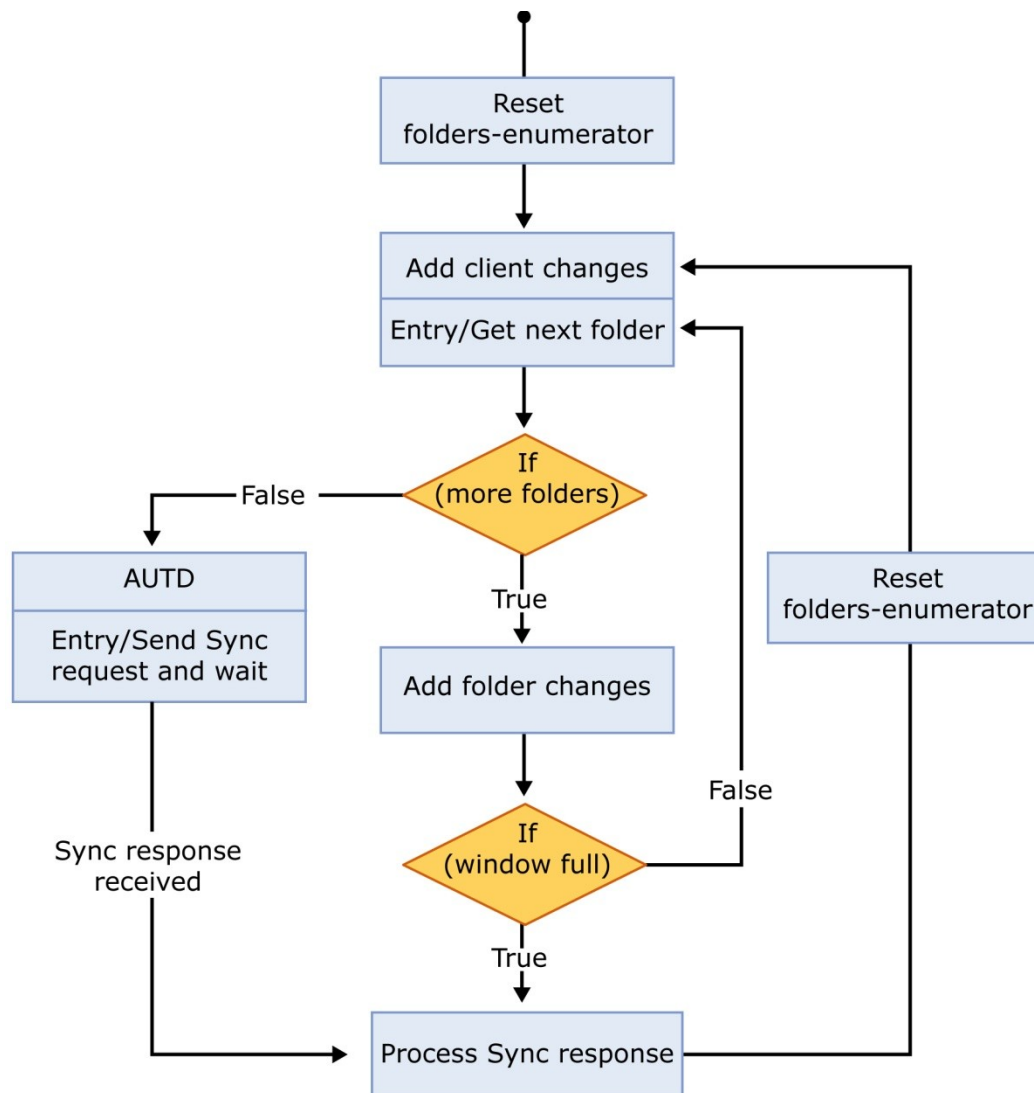 Reset
folders-enumerator
Add client changes
Entry/Get next folder
If
(more folders)
False
AUTD
Entry/Send Sync
request and wait
True
Reset
folders-enumerator
Add folder changes
False
If
(window full)
Sync response
received
True
Process Sync response